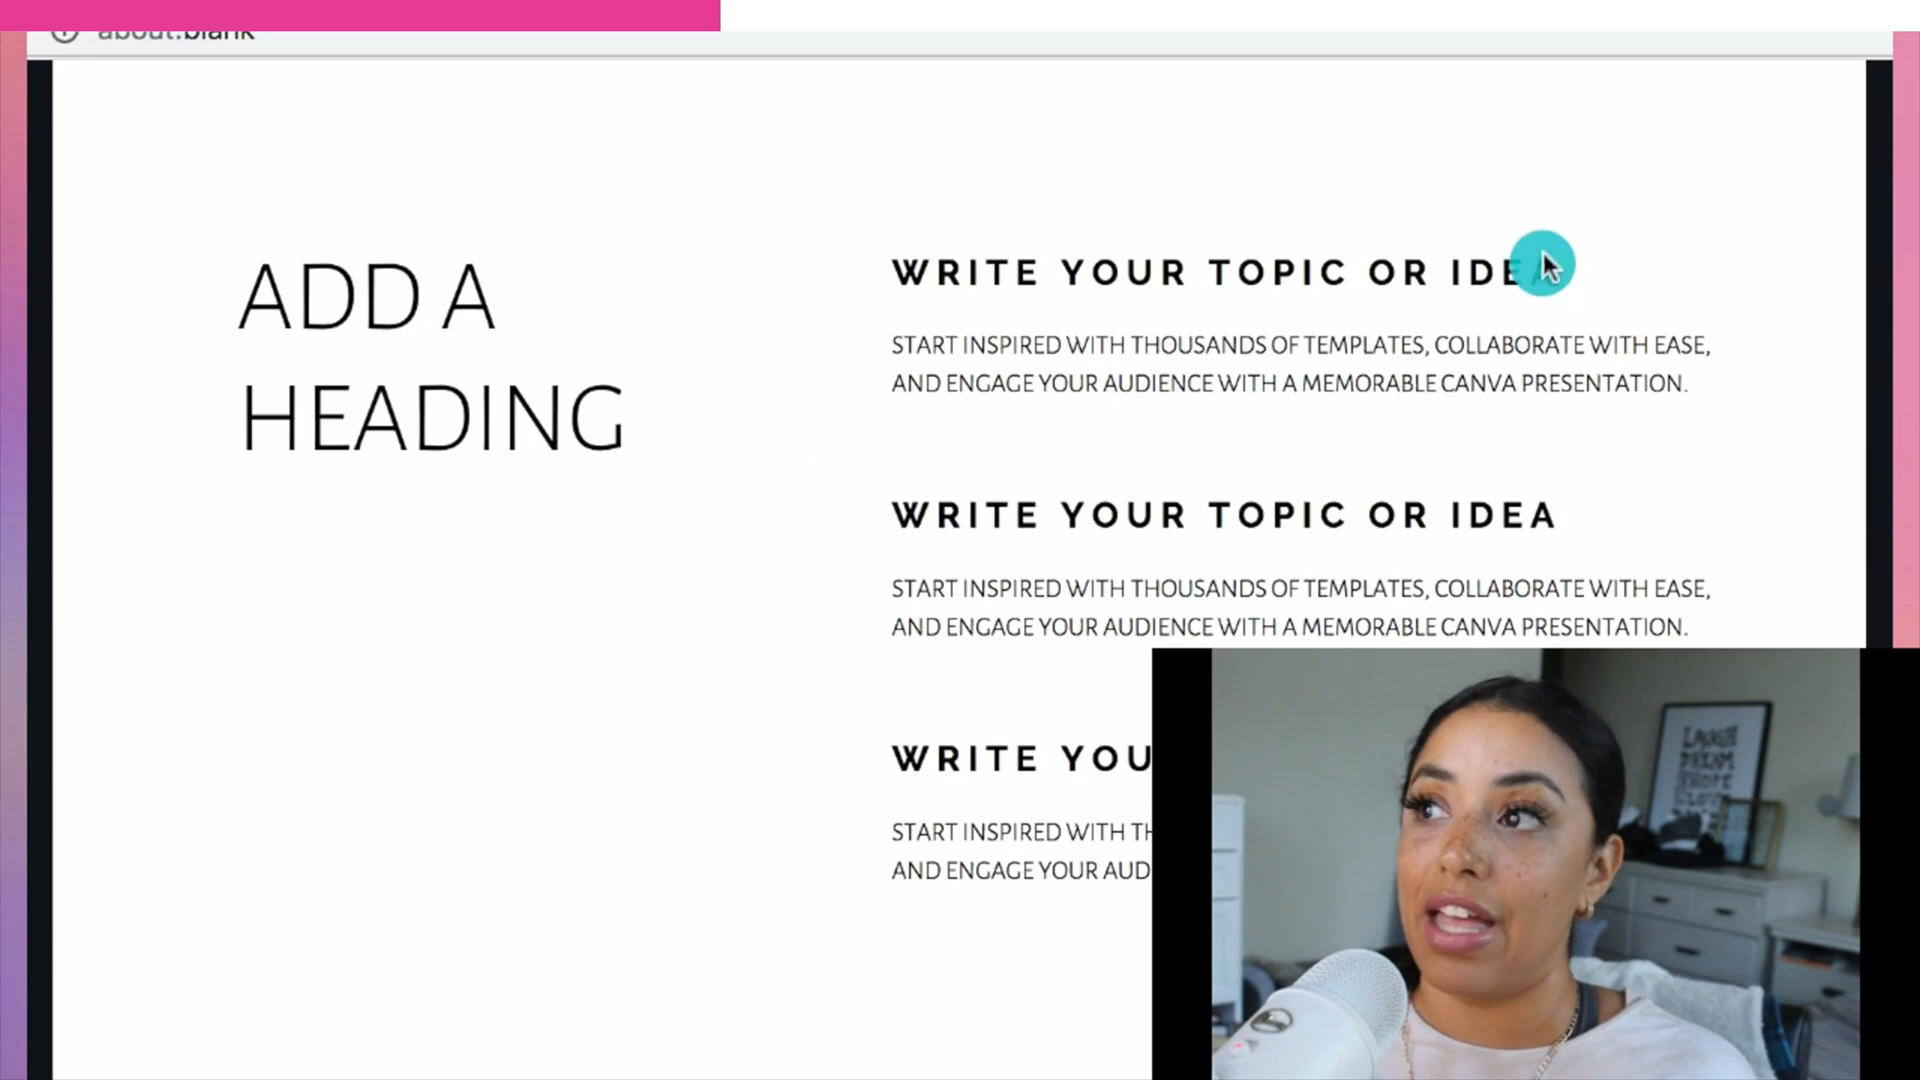 about:blank
ADD A
HEADING
WRITE YOUR TOPIC OR IDEA
START INSPIRED WITH THOUSANDS OF TEMPLATES, COLLABORATE WITH EASE,
AND ENGAGE YOUR AUDIENCE WITH A MEMORABLE CANVA PRESENTATION.
WRITE YOUR TOPIC OR IDEA
START INSPIRED WITH THOUSANDS OF TEMPLATES, COLLABORATE WITH EASE,
AND ENGAGE YOUR AUDIENCE WITH A MEMORABLE CANVA PRESENTATION.
WRITE YOU
START INSPIRED WITH TH
AND ENGAGE YOUR AUD
LAUGH
DREAM